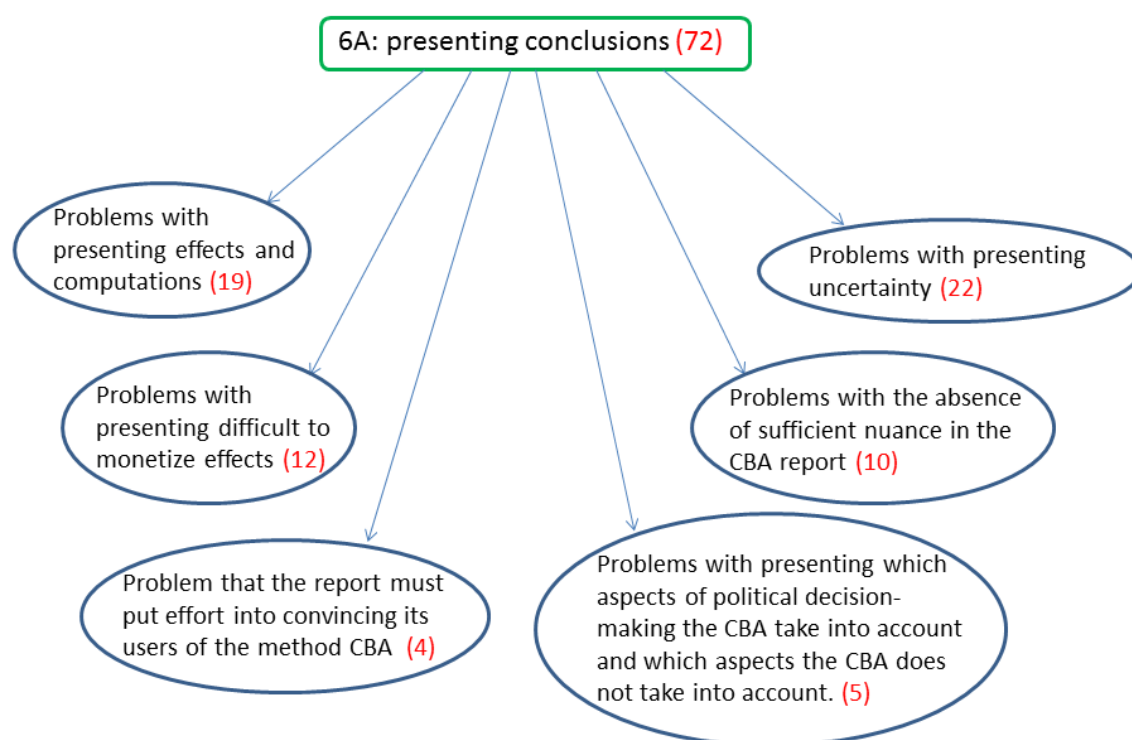 6A: presenting conclusions (72)
Problems with
presenting effects and
computations (19)
Problems with presenting
uncertainty (22)
Problems with
presenting difficult to
monetize effects (12)
Problems with the absence
of sufficient nuance in the
CBA report (10)
Problem that the report must
put effort into convincing its
users of the method CBA (4)
Problems with presenting which
aspects of political decision-
making the CBA take into account
and which aspects the CBA does
not take into account. (5)